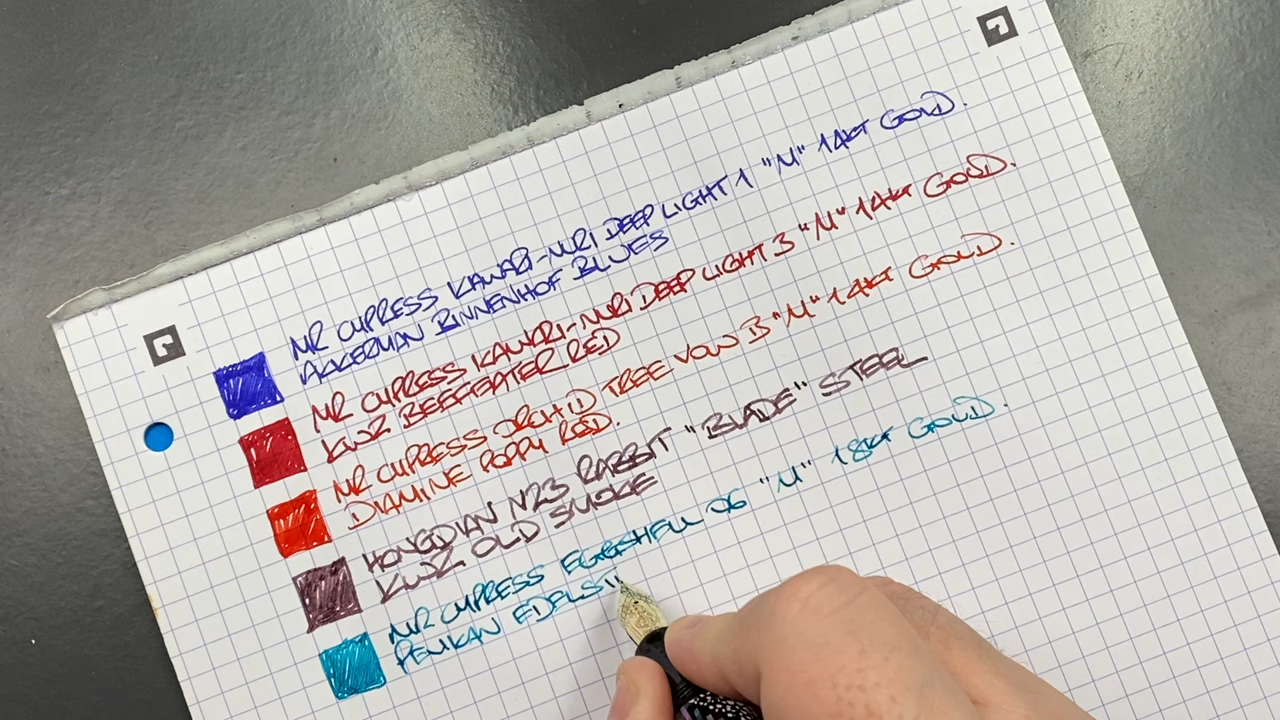 MR CYPRESS KAWARI-NURI DEEP LIGHT 1 "M" 14KT GOLD.
AKKERMAN BINNENHOF BLUES
MR CYPRESS KAWARI-NURI DEEP LIGHT 3 "M" 14KT GOLD.
KWZ BEEFEATER RED
MR CYPRESS ORCHID TREE VOW B "M" 14KT GOLD.
DIAMINE POPPY RED.
HONGDIAN N23 RABBIT "BLADE" STEEL
KWZ OLD SMOKE
MR CYPRESS EGGSHELL 06 "M" 18KT GOLD.
PELIKAN EDELST